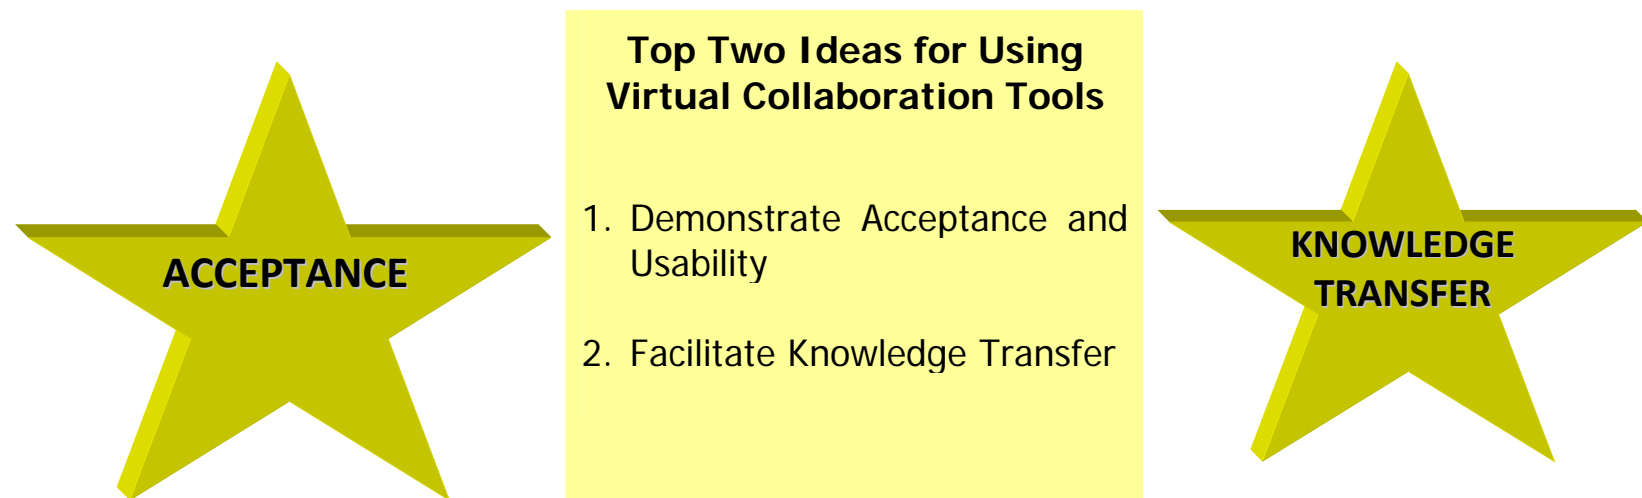 ACCEPTANCE
Top Two Ideas for Using
Virtual Collaboration Tools
1. Demonstrate Acceptance and
Usability
2. Facilitate Knowledge Transfer
KNOWLEDGE
TRANSFER